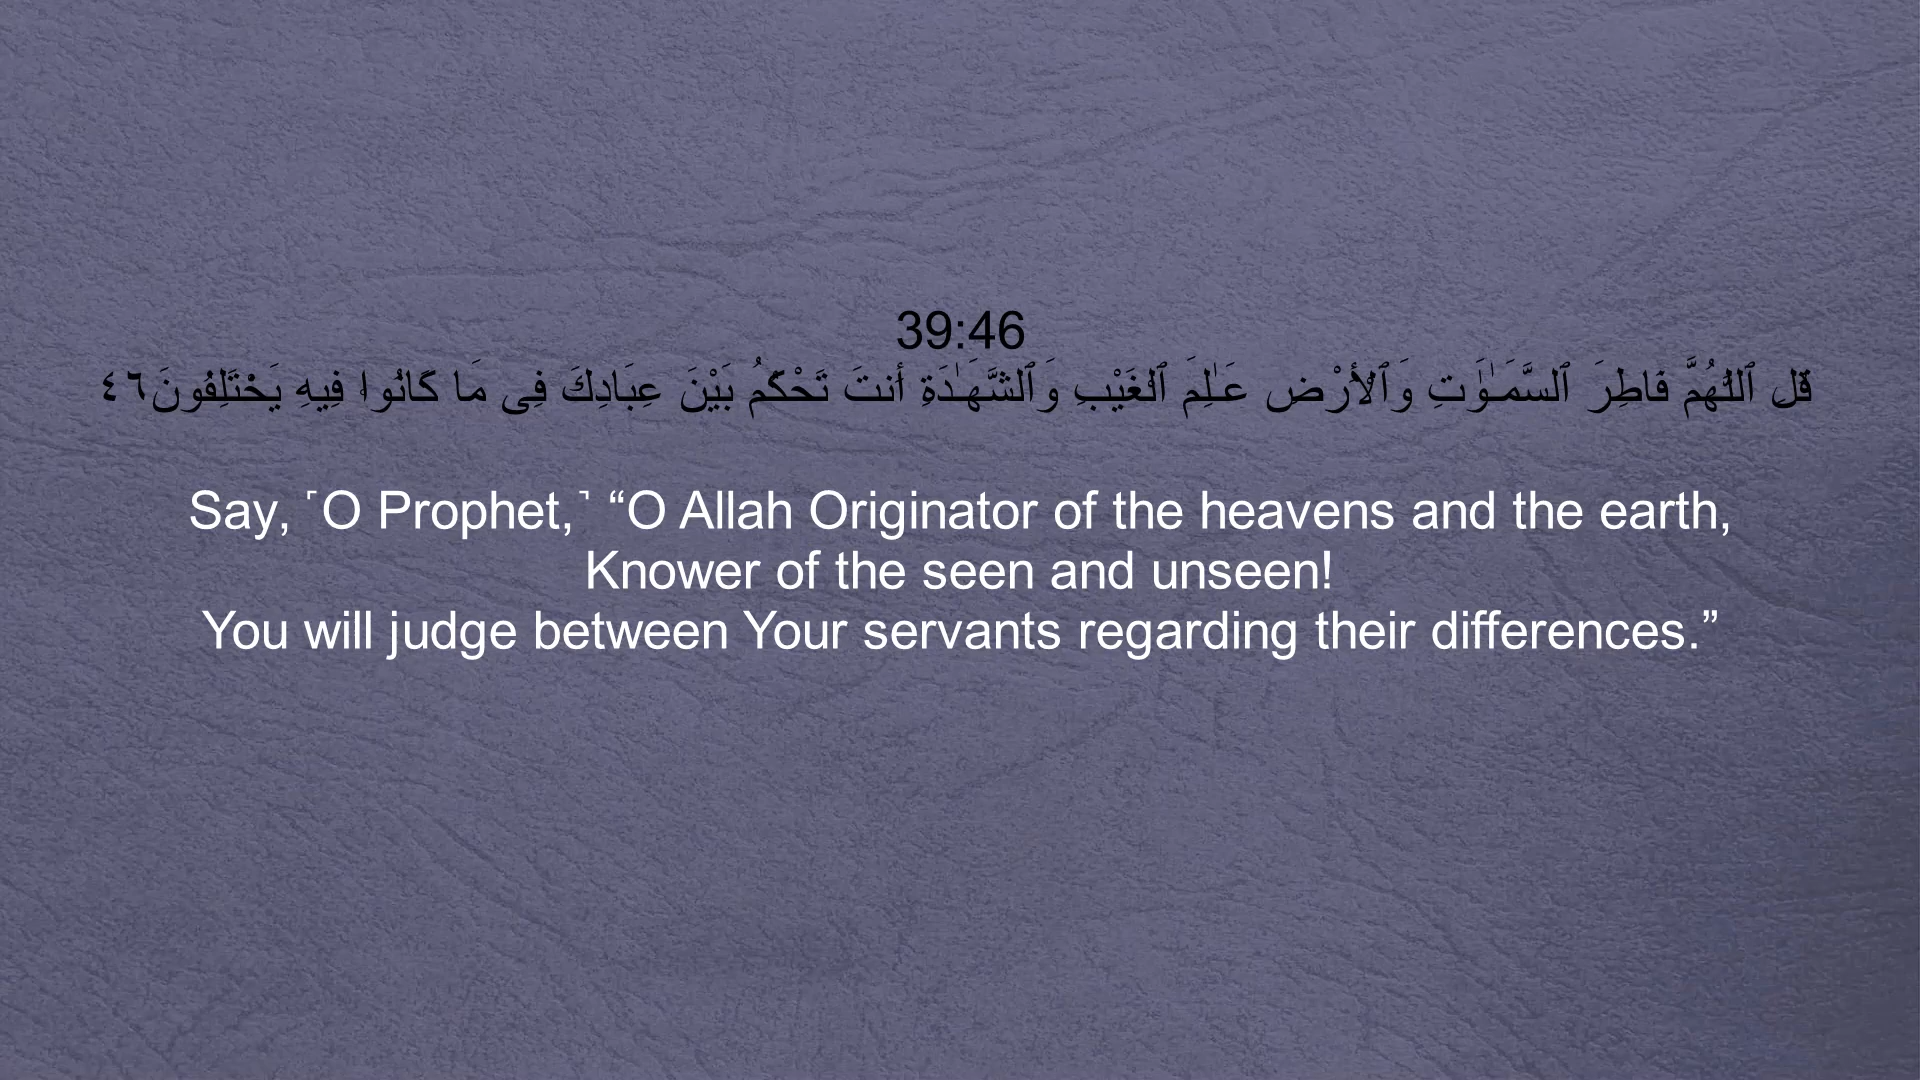 39:46
قُلِ ٱللَّهُمَّ فَاطِرَ ٱلسَّمَـٰوَٰتِ وَٱلْأَرْضِ عَـٰلِمَ ٱلْغَيْبِ وَٱلشَّهَـٰدَةِ أَنتَ تَحْكُمُ بَيْنَ عِبَادِكَ فِى مَا كَانُوا۟ فِيهِ يَخْتَلِفُونَ٤٦
Say, ˹O Prophet,˺ “O Allah Originator of the heavens and the earth,
Knower of the seen and unseen!
You will judge between Your servants regarding their differences.”